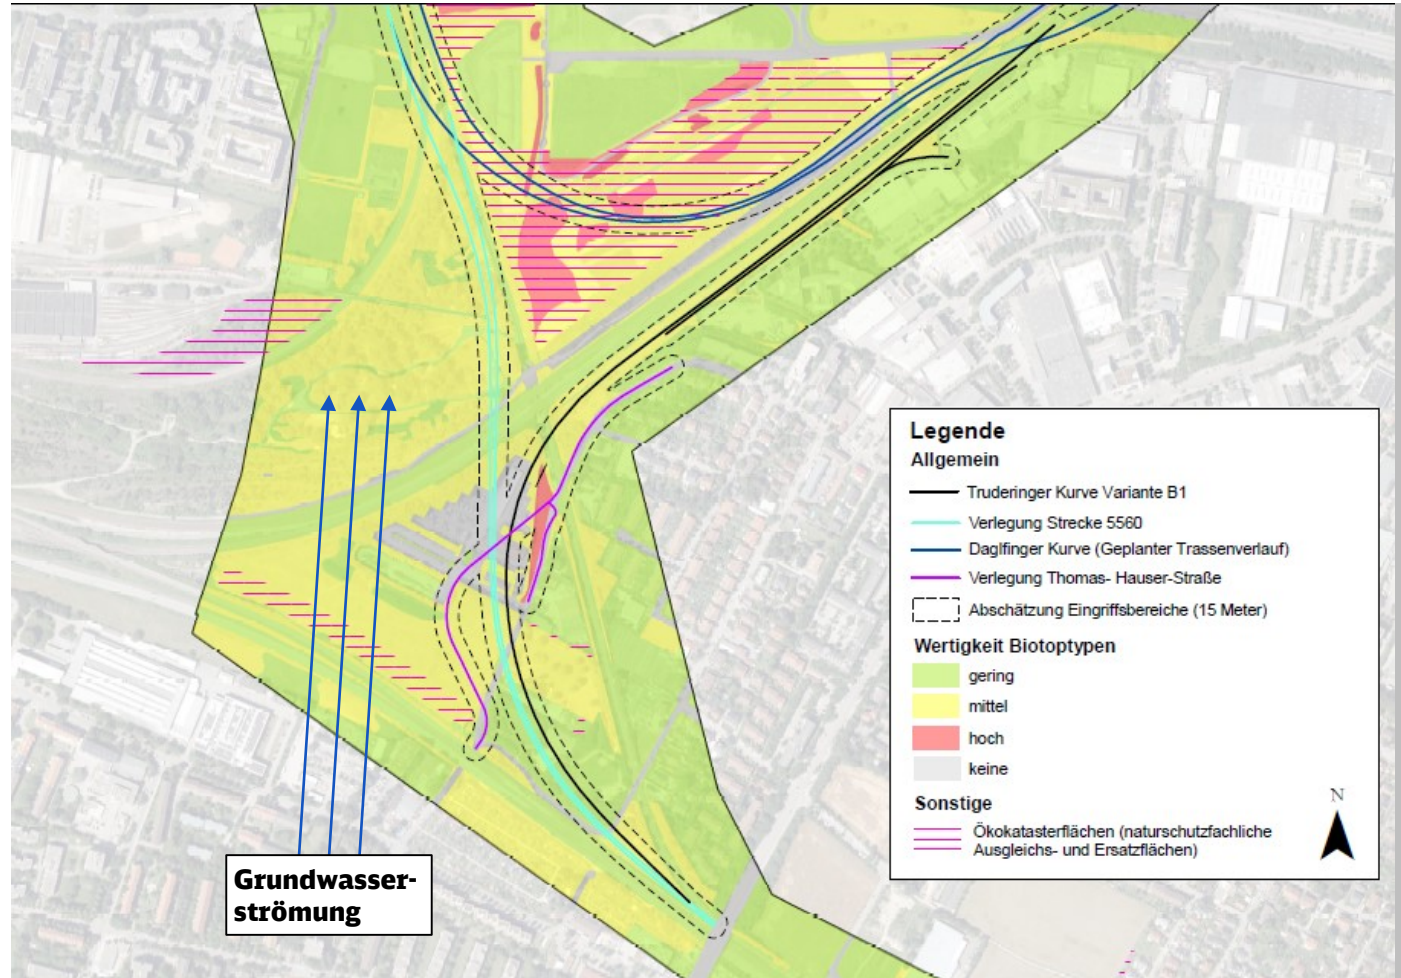 Legende
Allgemein
Truderinger Kurve Variante B1
Verlegung Strecke 5560
Daglfinger Kurve (Geplanter Trassenverlauf)
Verlegung Thomas- Hauser-Straße
Abschätzung Eingriffsbereiche (15 Meter)
Wertigkeit Biotoptypen
gering
mittel
hoch
keine
Sonstige
Ökokatasterflächen (naturschutzfachliche
Ausgleichs- und Ersatzflächen)
N
Grundwasser-
strömung